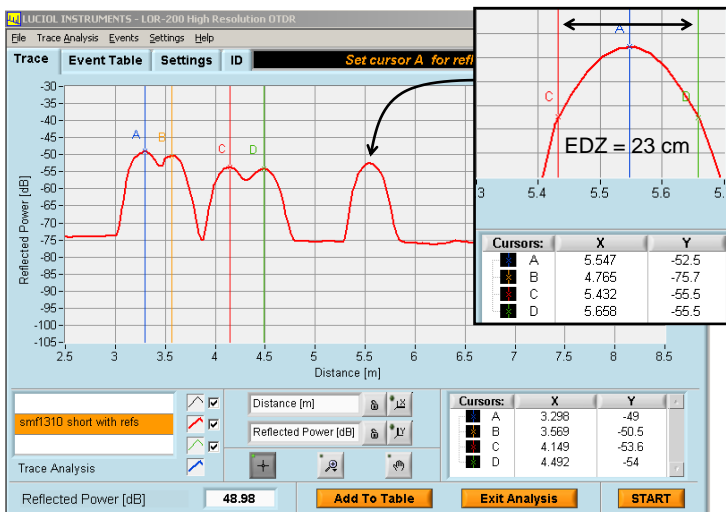 LUCIOL INSTRUMENTS - LOR-200 High Resolution OTDR
File Trace Analysis Events Settings Help
Trace Event Table Settings ID Set cursor A for refl
-30
-35
-40
-45
-50
-55
-60
-65
-70
-75
-80
-85
-90
-95
-100
-105
Reflected Power [dB]
A B C D
2.5 3 3.5 4 4.5 5 5.5 6 6.5 7 7.5 8 8.5
Distance [m]
A
C D
EDZ = 23 cm
3 5.4 5.5 5.6 5.
Cursors: X Y
A 5.547 -52.5
B 4.765 -75.7
C 5.432 -55.5
D 5.658 -55.5
smf1310 short with refs
Trace Analysis
Distance [m] X
Reflected Power [dB] Y
Cursors: X Y
A 3.298 -49
B 3.569 -50.5
C 4.149 -53.6
D 4.492 -54
Reflected Power [dB] 48.98 Add To Table Exit Analysis START